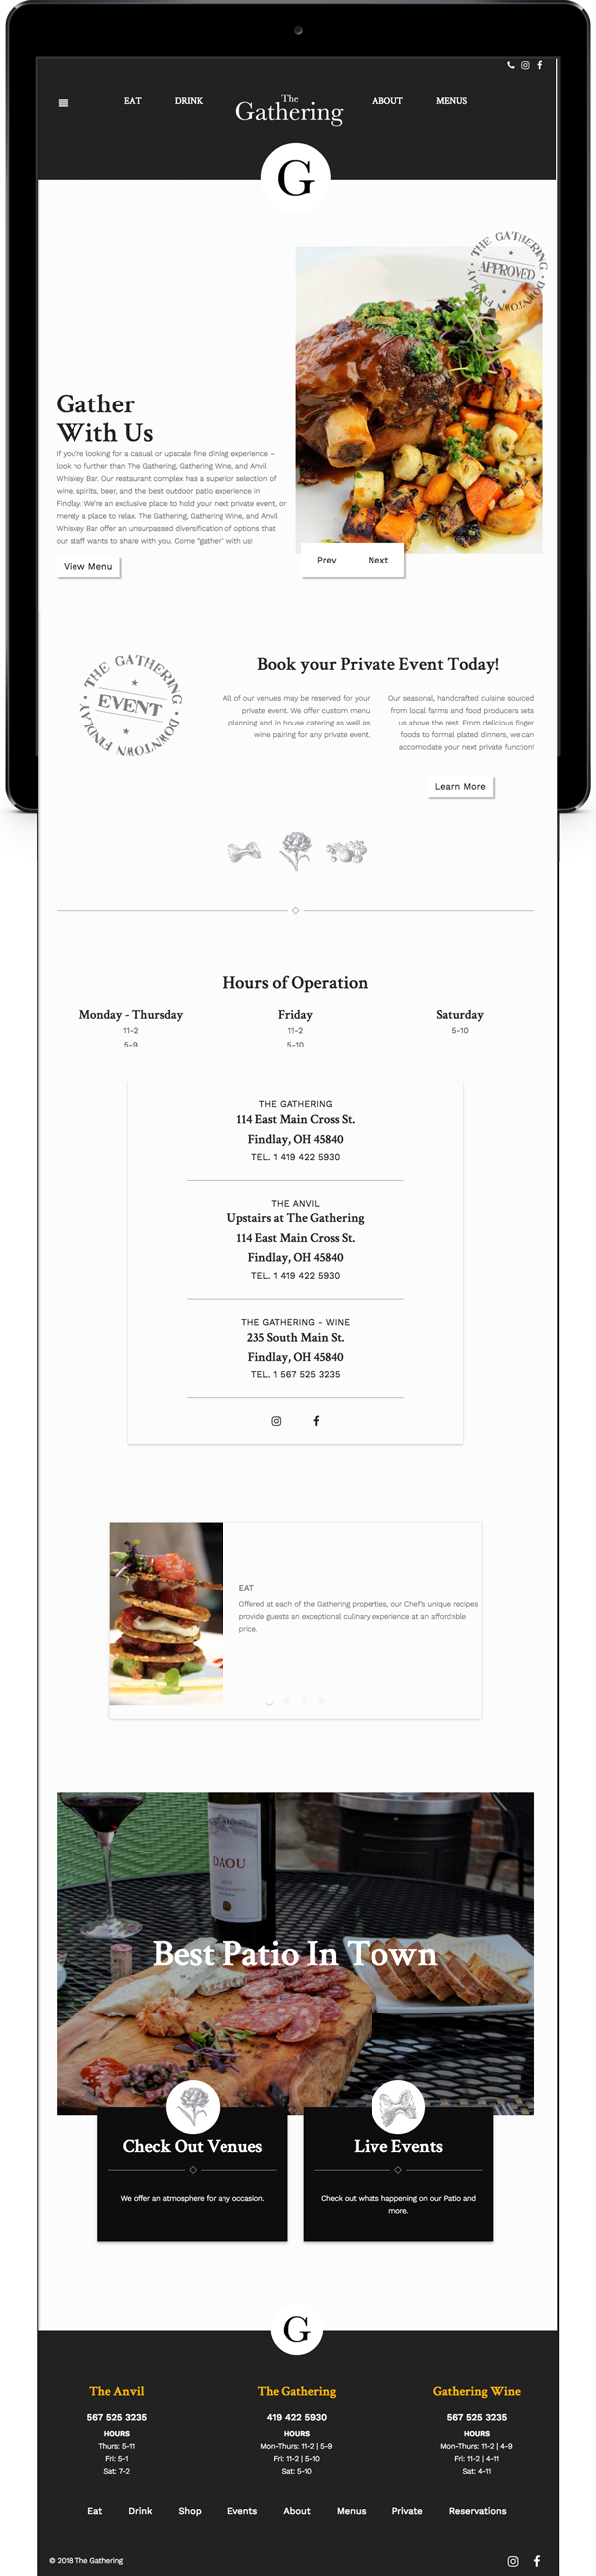 EAT DRINK The Gathering ABOUT MENUS
G
THE GATHERING
APPROVED
DOWNTOWN FINDLAY
Gather
With Us
If you're looking for a casual or upscale fine dining experience –
look no further than The Gathering, Gathering Wine, and Anvil
Whiskey Bar. Our restaurant complex has a superior selection of
wine, spirits, beer, and the best outdoor patio experience in
Findlay. We're an exclusive place to hold your next private event, or
merely a place to relax. The Gathering, Gathering Wine, and Anvil
Whiskey Bar offer an unsurpassed diversification of options that
our staff wants to share with you. Come "gather" with us!
View Menu
Prev Next
THE GATHERING
EVENT
DOWNTOWN FINDLAY
Book your Private Event Today!
All of our venues may be reserved for your
private event. We offer custom menu
planning and in house catering as well as
wine pairing for any private event.
Our seasonal, handcrafted cuisine sourced
from local farms and food producers sets
us above the rest. From delicious finger
foods to formal plated dinners, we can
accomodate your next private function!
Learn More
Hours of Operation
Monday - Thursday
11-2
5-9
Friday
11-2
5-10
Saturday
5-10
THE GATHERING
114 East Main Cross St.
Findlay, OH 45840
TEL. 1 419 422 5930
THE ANVIL
Upstairs at The Gathering
114 East Main Cross St.
Findlay, OH 45840
TEL. 1 419 422 5930
THE GATHERING - WINE
235 South Main St.
Findlay, OH 45840
TEL. 1 567 525 3235
EAT
Offered at each of the Gathering properties, our Chef's unique recipes
provide guests an exceptional culinary experience at an affordable
price.
DAOU
Best Patio In Town
Check Out Venues
We offer an atmosphere for any occasion.
Live Events
Check out whats happening on our Patio and
more.
G
The Anvil
567 525 3235
HOURS
Thurs: 5-11
Fri: 5-1
Sat: 7-2
The Gathering
419 422 5930
HOURS
Mon-Thurs: 11-2 | 5-9
Fri: 11-2 | 5-10
Sat: 5-10
Gathering Wine
567 525 3235
HOURS
Mon-Thurs: 11-2 | 4-9
Fri: 11-2 | 4-11
Sat: 4-11
Eat Drink Shop Events About Menus Private Reservations
© 2018 The Gathering